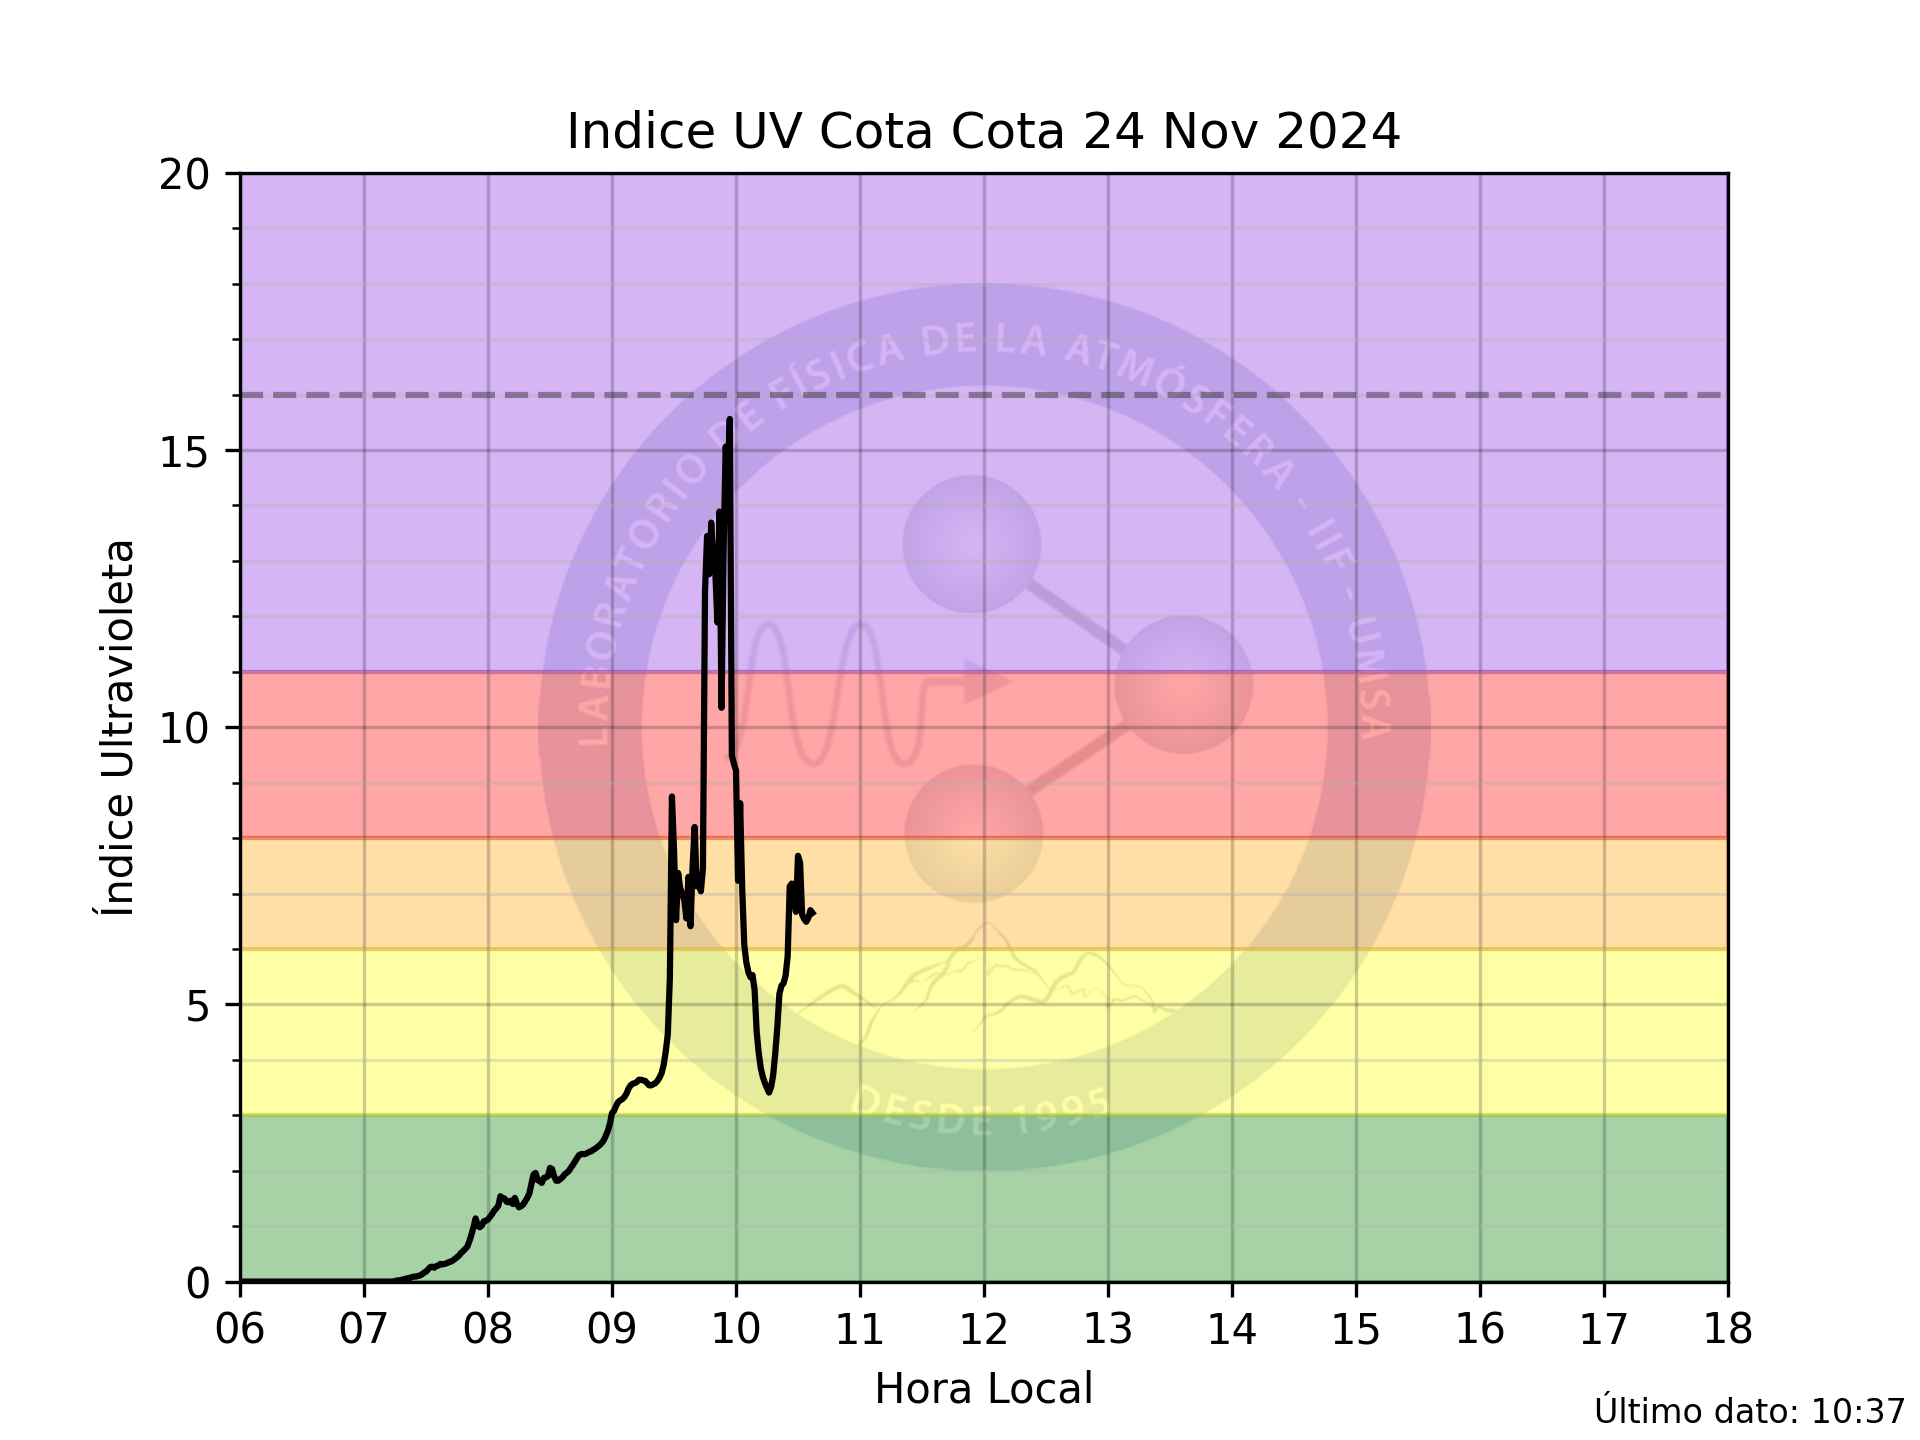 Indice UV Cota Cota 24 Nov 2024
20
15
10
5
0
Índice Ultravioleta
LABORATORIO DE FÍSICA DE LA ATMÓSFERA - IIF - UMSA
DESDE 1995
06 07 08 09 10 11 12 13 14 15 16 17 18
Hora Local
Último dato: 10:37